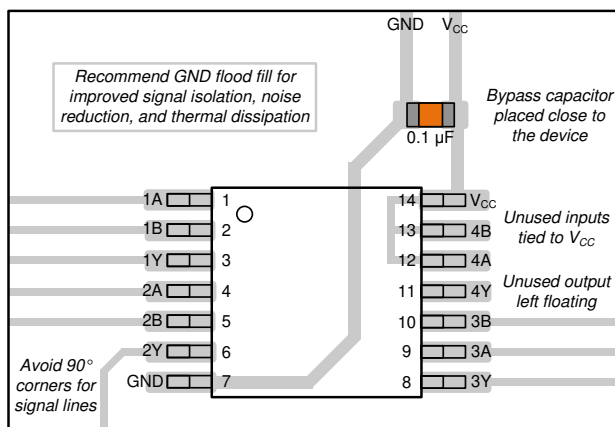 GND VCC
Recommend GND flood fill for
improved signal isolation, noise
reduction, and thermal dissipation
Bypass capacitor
placed close to
the device
0.1 µF
1A 1 14 VCC
1B 2 13 4B
Unused inputs
tied to VCC
1Y 3 12 4A
2A 4 11 4Y
Unused output
left floating
2B 5 10 3B
2Y 6 9 3A
GND 7 8 3Y
Avoid 90°
corners for
signal lines